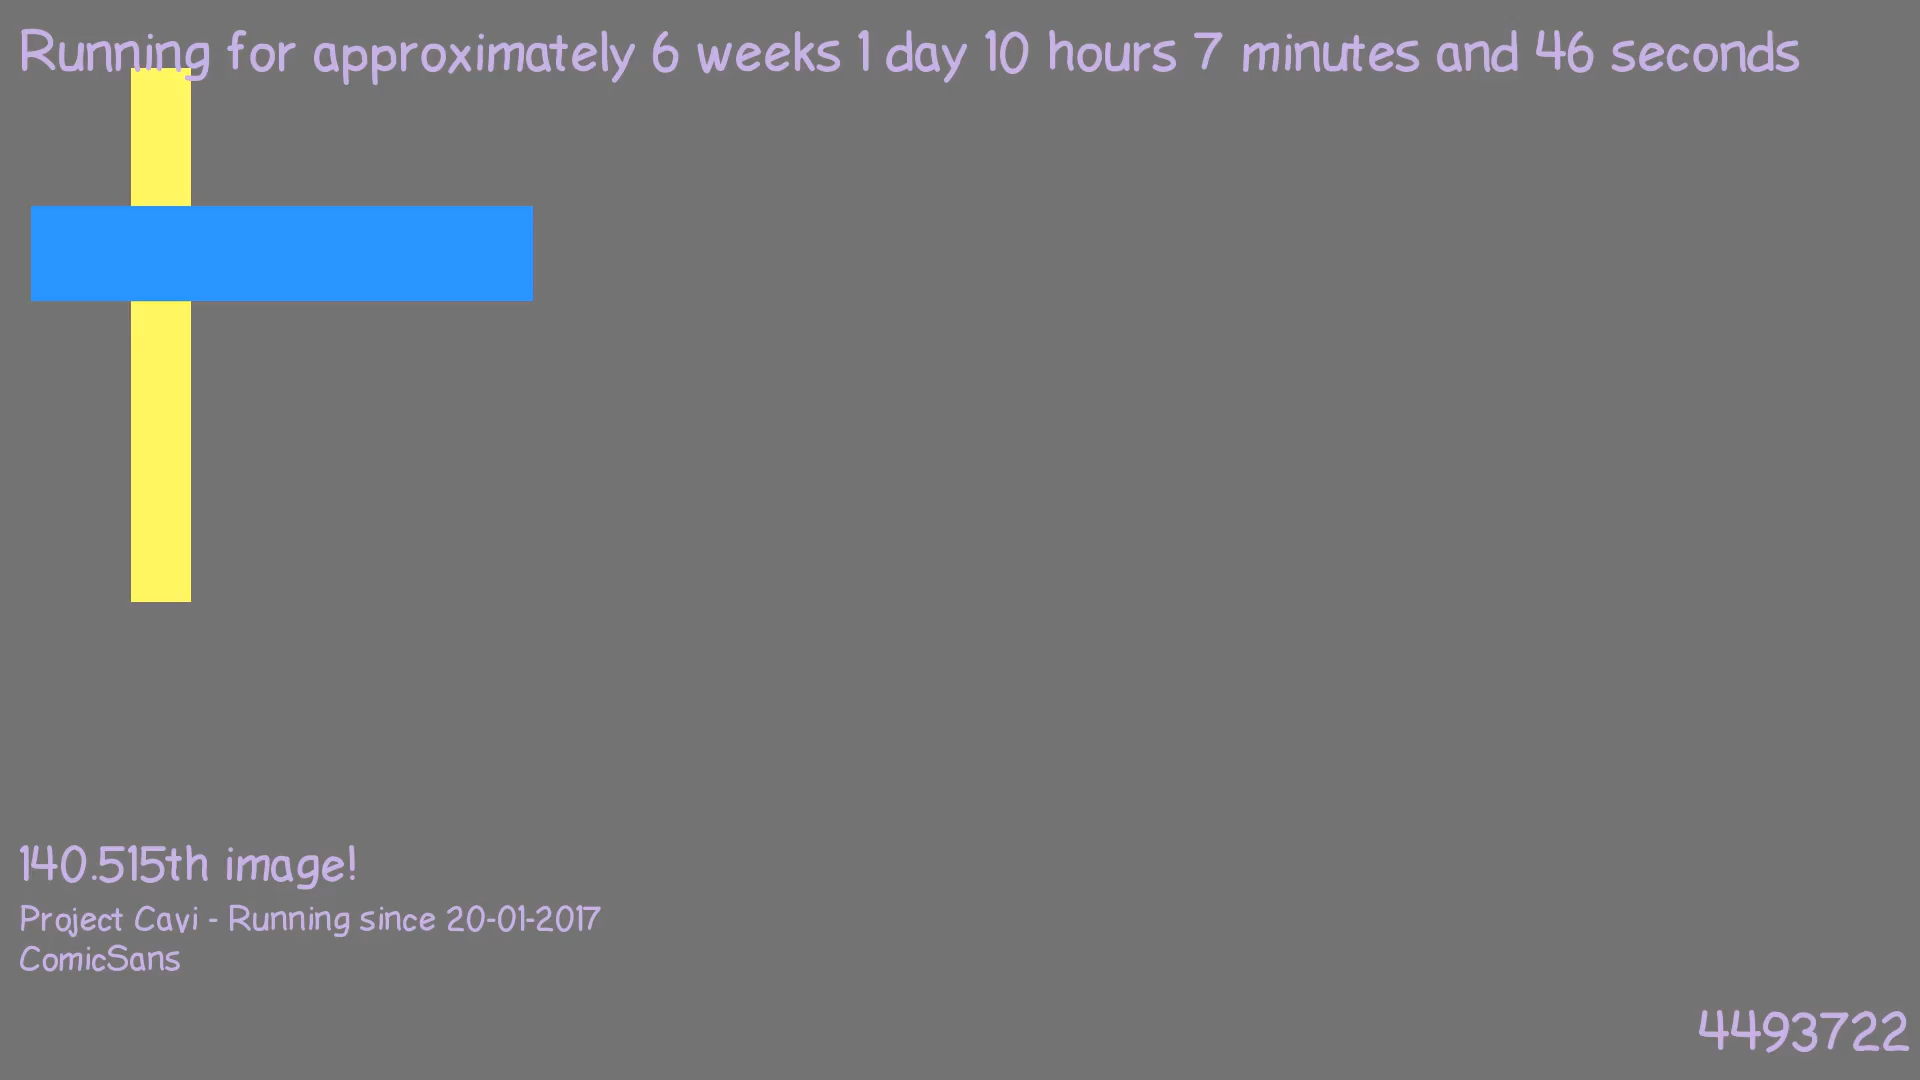 Running for approximately 6 weeks 1 day 10 hours 7 minutes and 46 seconds
140.515th image!
Project Cavi - Running since 20-01-2017
ComicSans
4493722